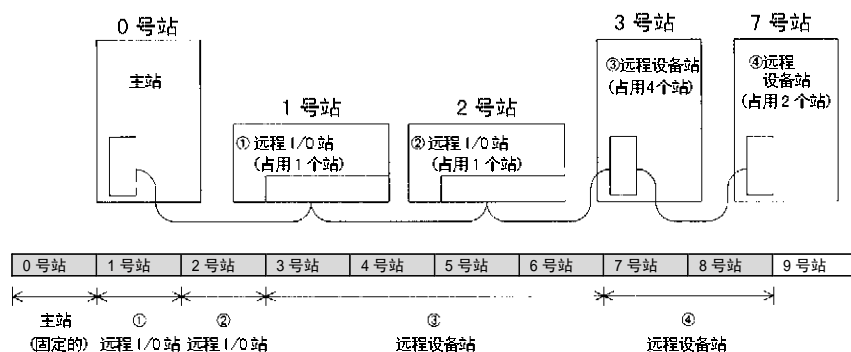 0 号站
3 号站
7 号站
主站
③远程设备站
(占用4个站)
④远程
设备站
(占用2个站)
1 号站
2 号站
①远程 I/O 站
(占用1个站)
②远程 I/O 站
(占用1个站)
0 号站 1 号站 2 号站 3 号站 4 号站 5 号站 6 号站 7 号站 8 号站 9 号站
主站 ① ② ③ ④
(固定的) 远程 I/O 站 远程 I/O 站 远程设备站 远程设备站